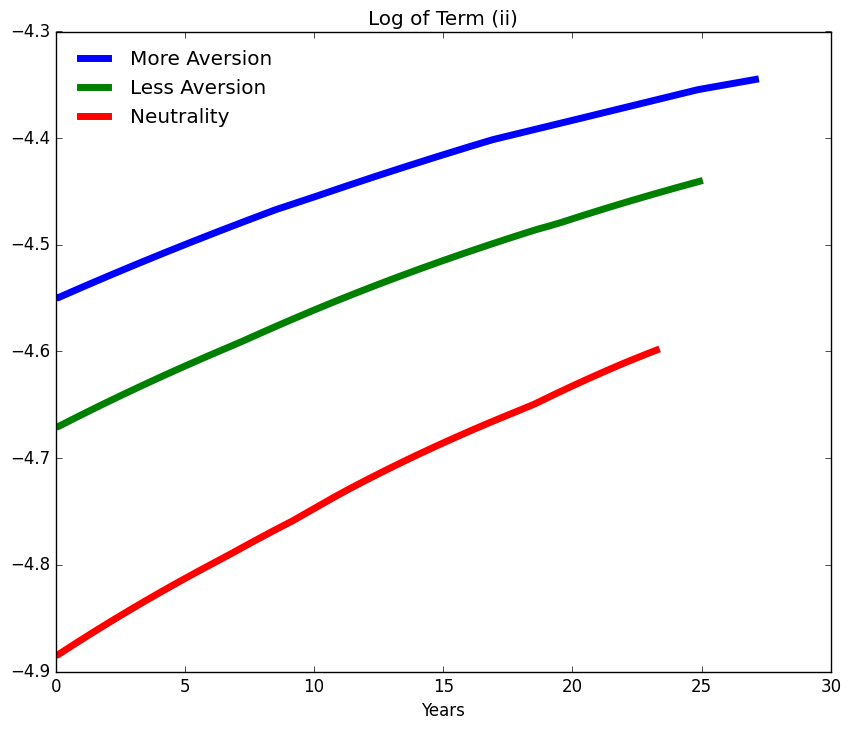 Log of Term (ii)
−4.3
More Aversion
Less Aversion
Neutrality
−4.4
−4.5
−4.6
−4.7
−4.8
−4.9
0 5 10 15 20 25 30
Years